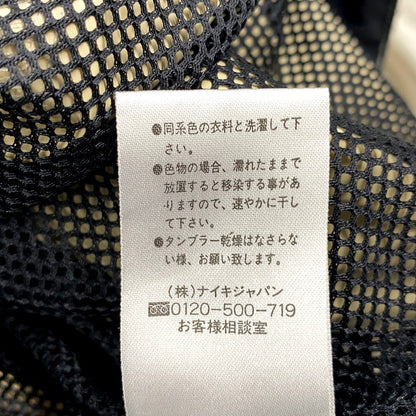 ●同系色の衣料と洗濯して下
さい。
●色物の場合、濡れたままで
放置すると移染する事があ
りますので、速やかに干し
て下さい。
●タンブラー乾燥はなさらな
い様、お願い致します。
(株)ナイキジャパン
0120-500-719
お客様相談室